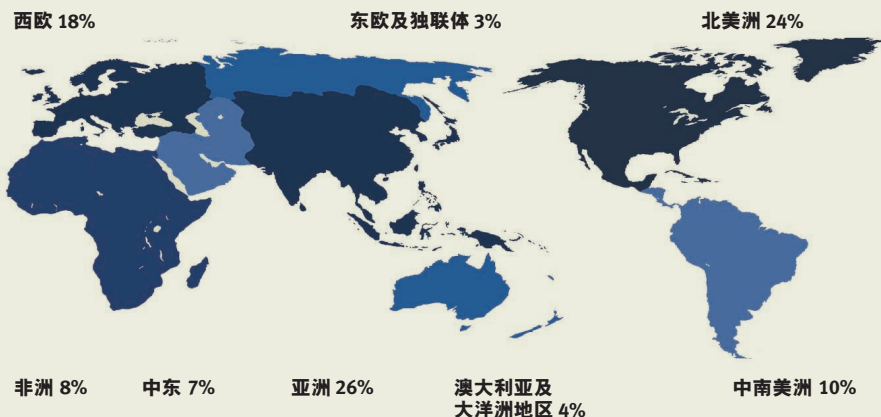 西欧 18%
东欧及独联体 3%
北美洲 24%
非洲 8%
中东 7%
亚洲 26%
澳大利亚及
大洋洲地区 4%
中南美洲 10%